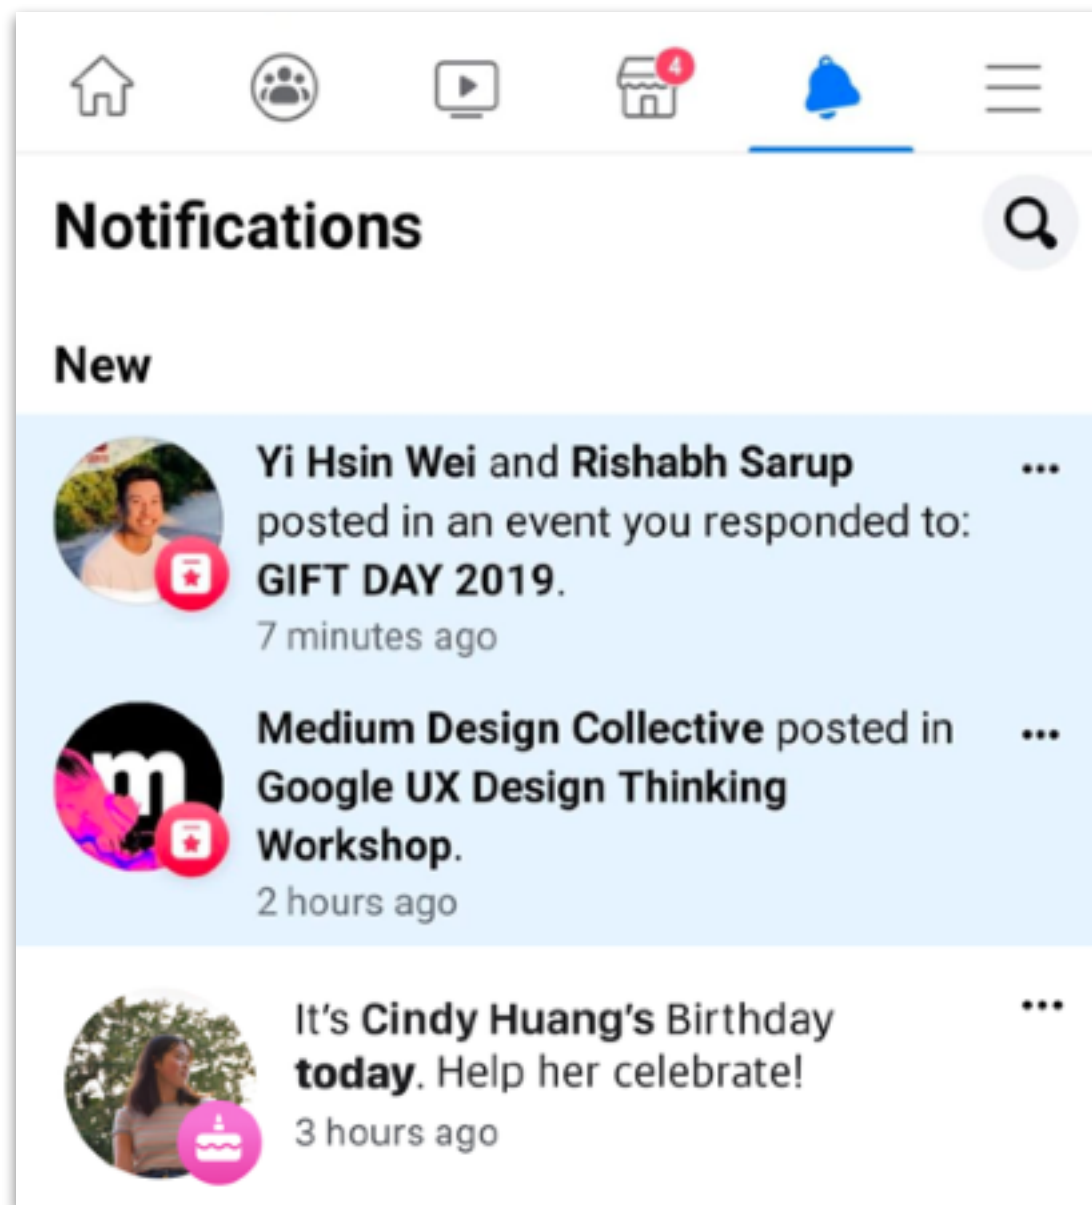 4
Notifications
New
Yi Hsin Wei and Rishabh Sarup
posted in an event you responded to:
GIFT DAY 2019.
7 minutes ago
m
Medium Design Collective posted in
Google UX Design Thinking
Workshop.
2 hours ago
It's Cindy Huang's Birthday
today. Help her celebrate!
3 hours ago